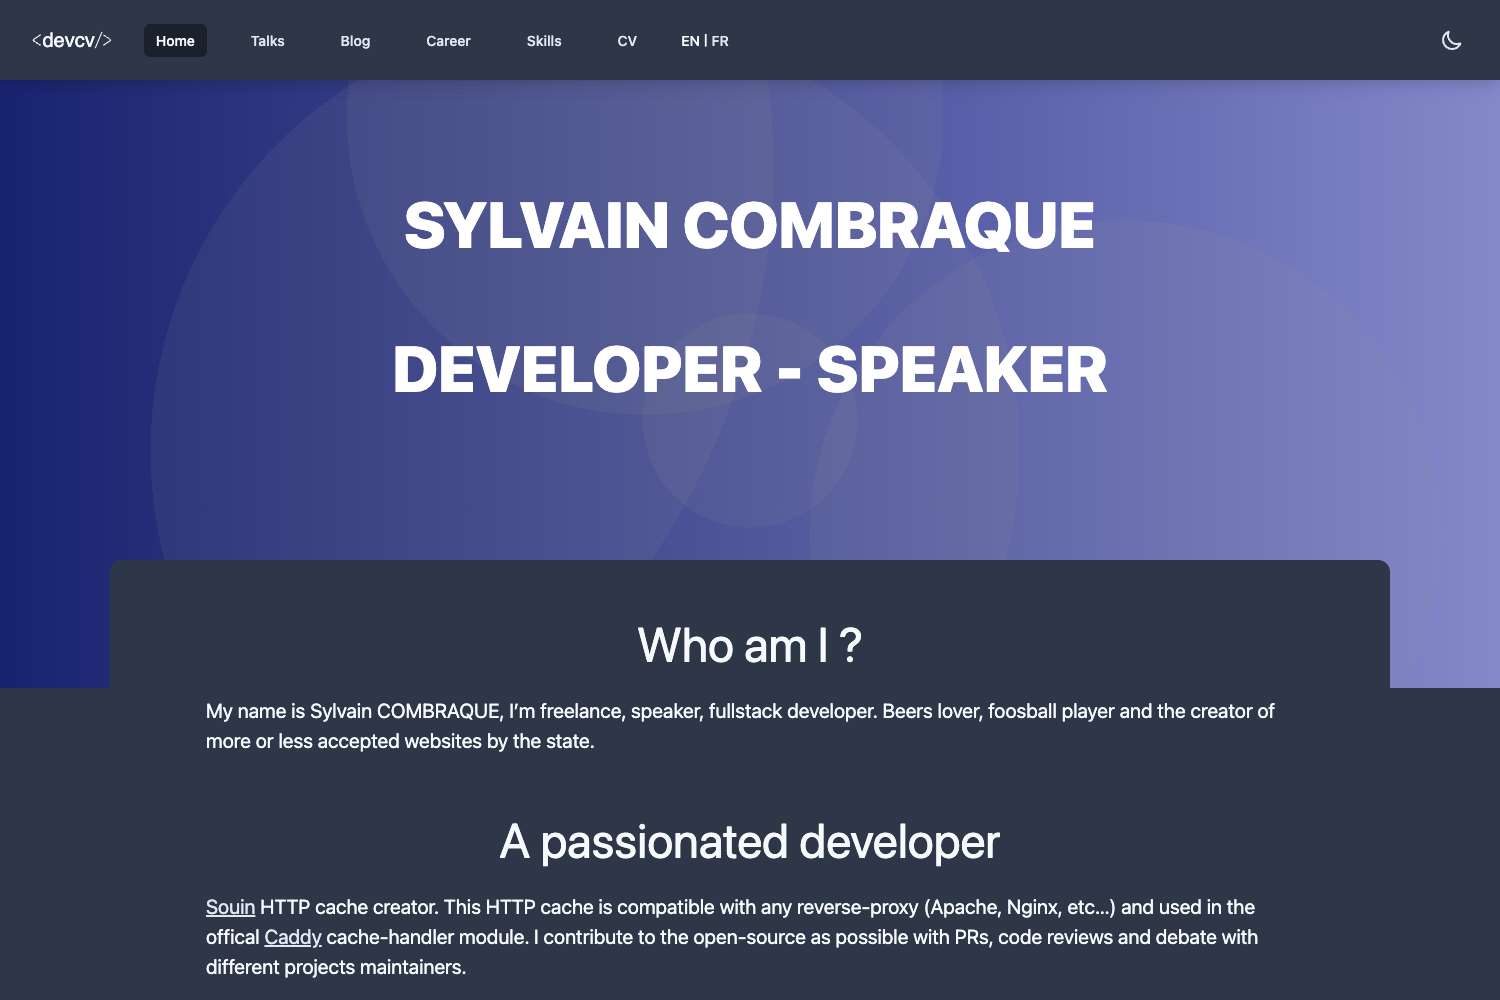 <devcv/> Home Talks Blog Career Skills CV EN | FR
SYLVAIN COMBRAQUE
DEVELOPER - SPEAKER
Who am I ?
My name is Sylvain COMBRAQUE, I’m freelance, speaker, fullstack developer. Beers lover, foosball player and the creator of
more or less accepted websites by the state.
A passionated developer
Souin HTTP cache creator. This HTTP cache is compatible with any reverse-proxy (Apache, Nginx, etc...) and used in the
offical Caddy cache-handler module. I contribute to the open-source as possible with PRs, code reviews and debate with
different projects maintainers.